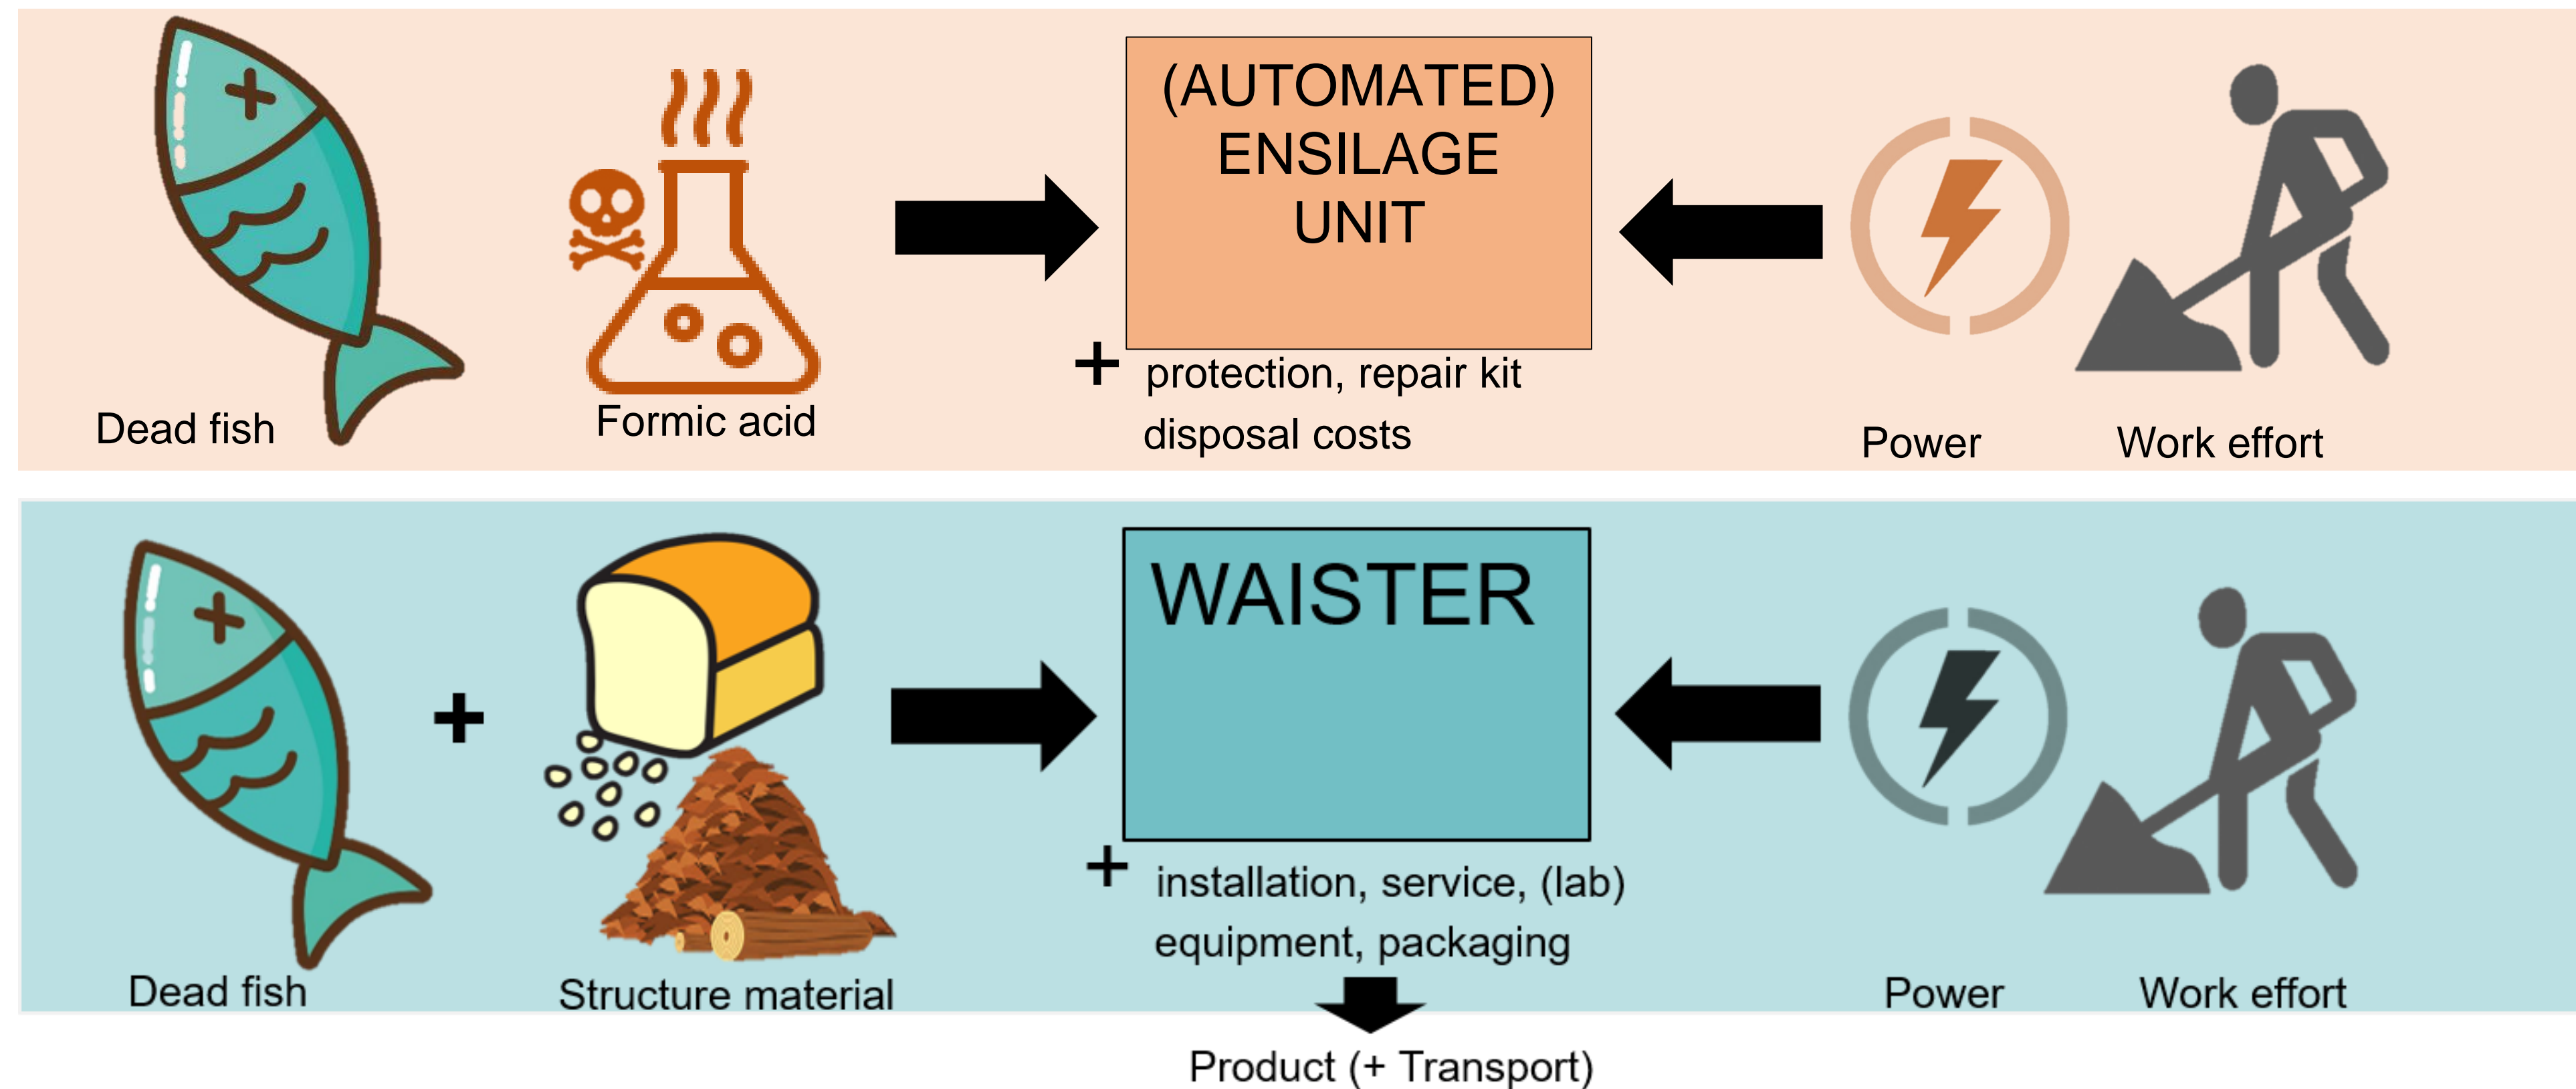 (AUTOMATED)
ENSILAGE
UNIT
+ protection, repair kit
disposal costs
Dead fish
Formic acid
Power
Work effort
+
WAISTER
+ installation, service, (lab)
equipment, packaging
Dead fish
Structure material
Power
Work effort
Product (+ Transport)